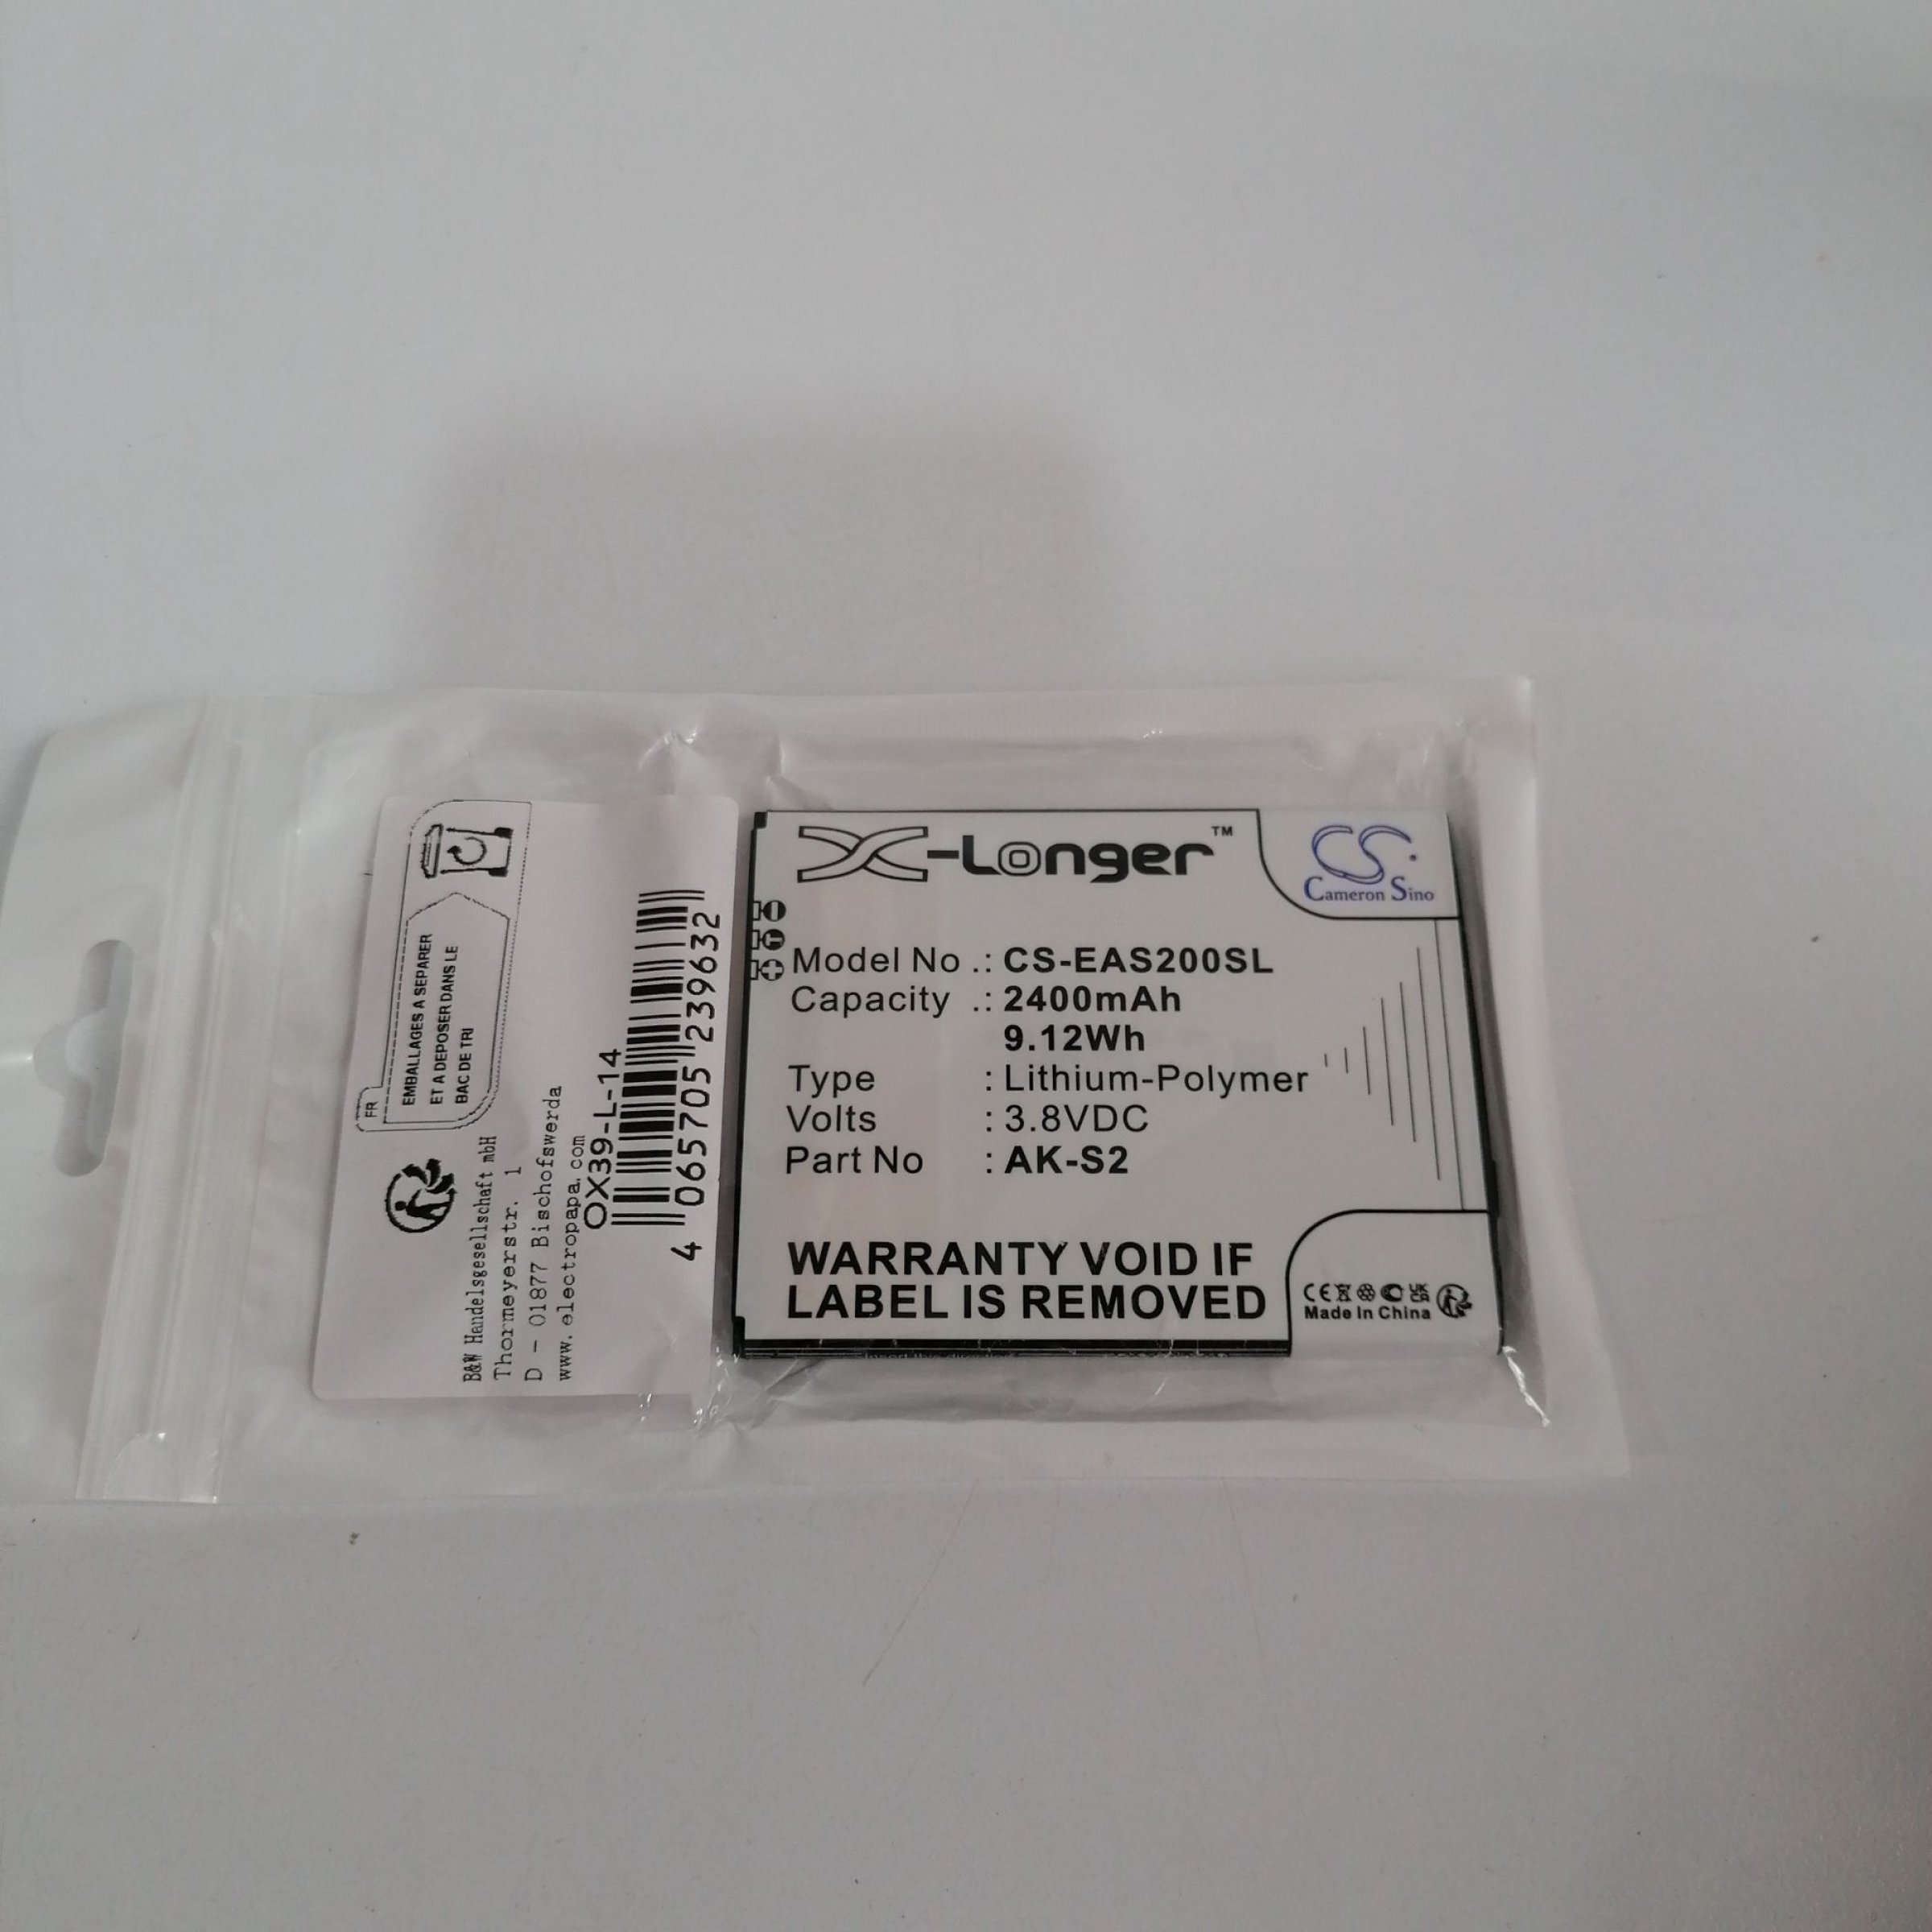 X-Longer™
CS
Cameron Sino
Model No .: CS-EAS200SL
Capacity .: 2400mAh
9.12Wh
Type : Lithium-Polymer
Volts : 3.8VDC
Part No : AK-S2
WARRANTY VOID IF
LABEL IS REMOVED
CE
Made In China
FR
EMBALLAGES A SEPARER
ET A DEPOSER DANS LE
BAC DE TRI
B&W Handelsgesellschaft mbH
Thormeyerstr. 1
D - 01877 Bischofswerda
www.electropapa.com
OX39-L-14
4 065705 239632